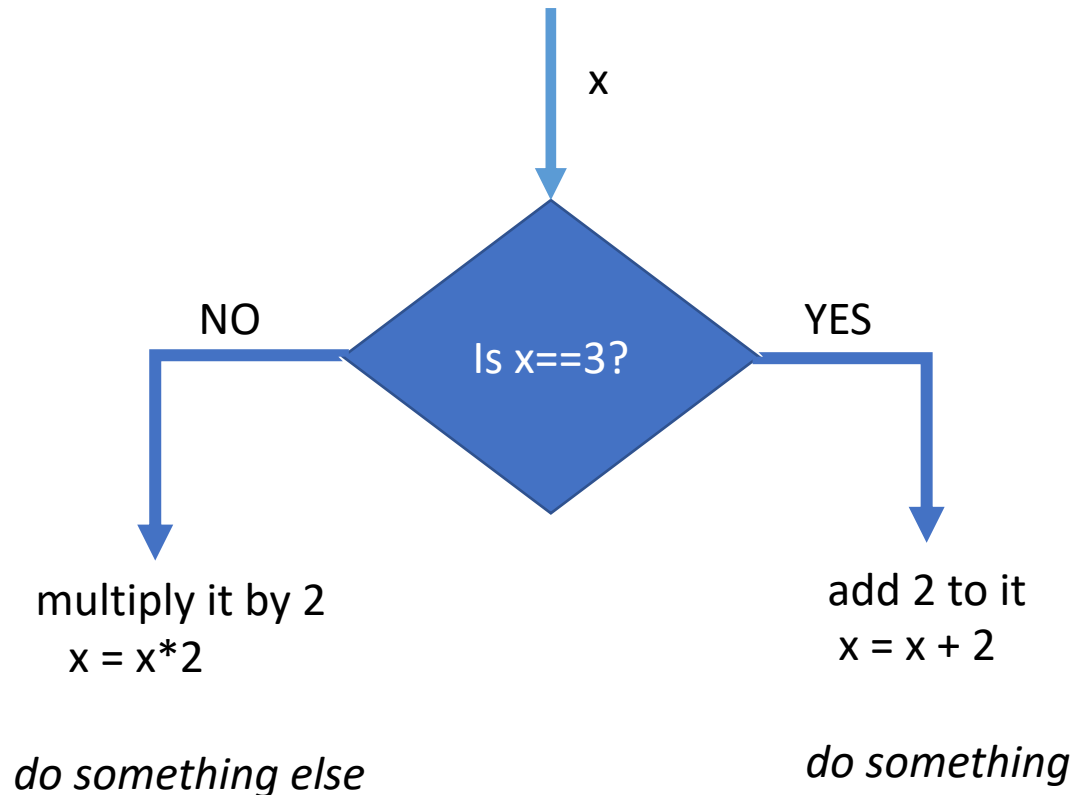 x
NO
YES
Is x==3?
multiply it by 2
x = x*2
do something else
add 2 to it
x = x + 2
do something